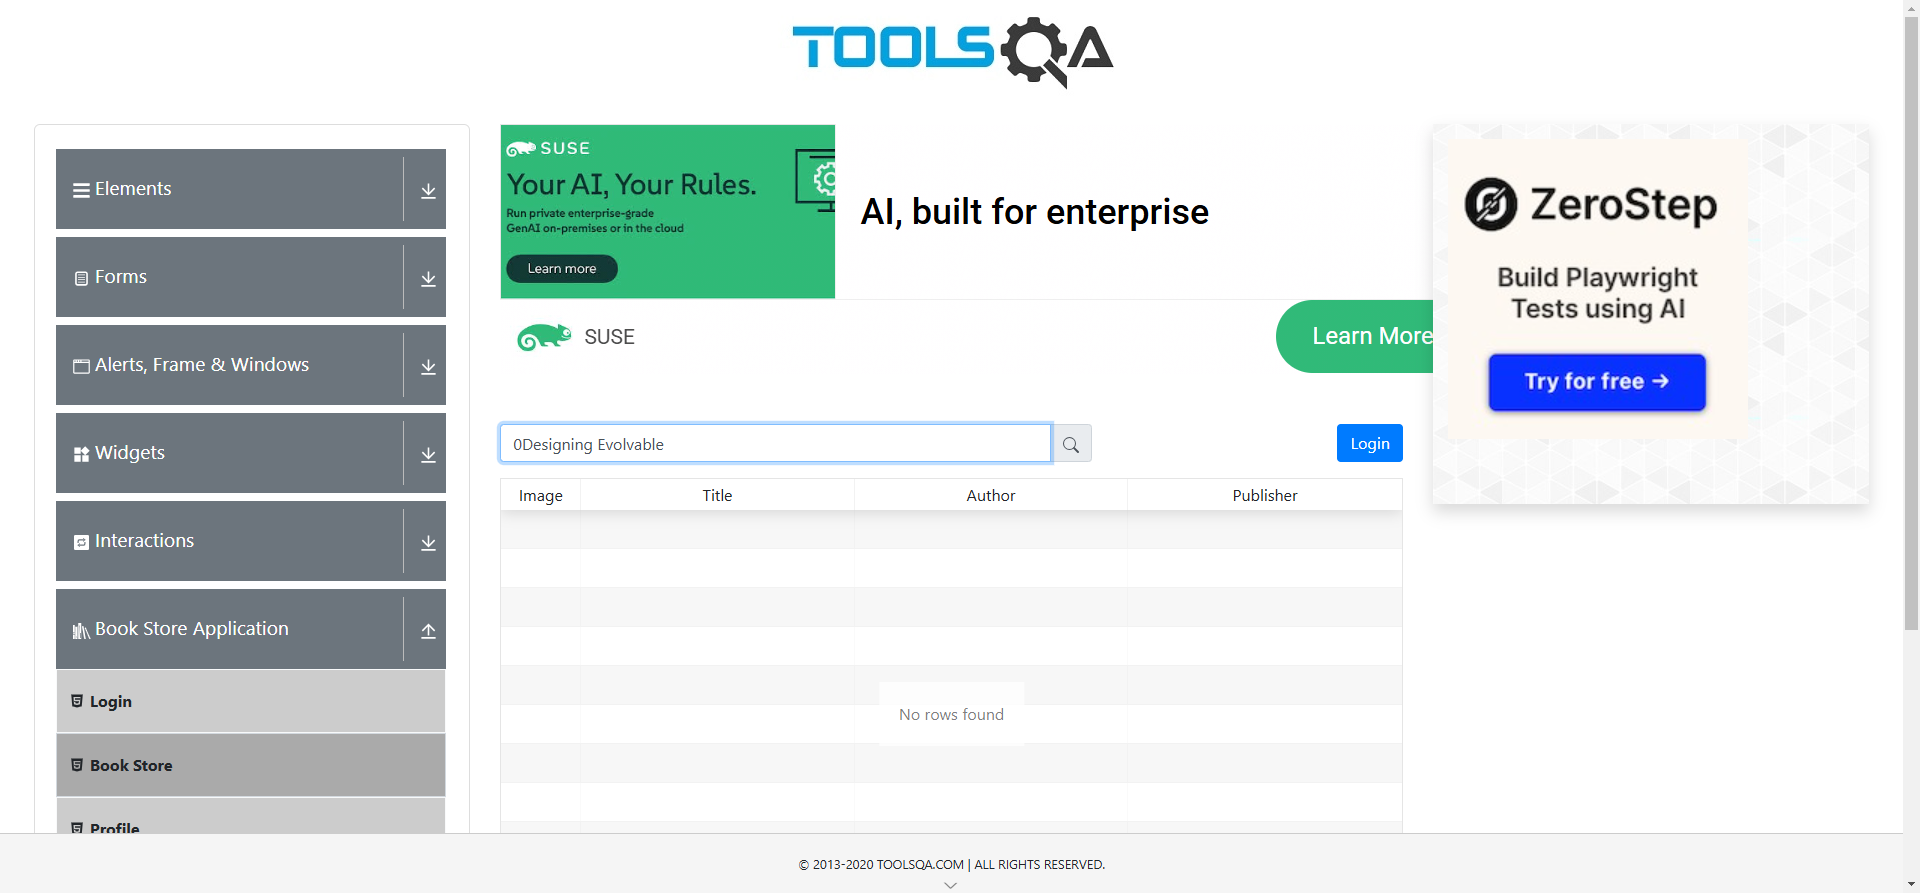 TOOLSQA
Elements
Forms
Alerts, Frame & Windows
Widgets
Interactions
Book Store Application
Login
Book Store
Profile
SUSE
Your AI, Your Rules.
Run private enterprise-grade
GenAI on-premises or in the cloud
Learn more
AI, built for enterprise
SUSE
Learn More
0Designing Evolvable
Login
Image Title Author Publisher
No rows found
ZeroStep
Build Playwright
Tests using AI
Try for free →
© 2013-2020 TOOLSQA.COM | ALL RIGHTS RESERVED.